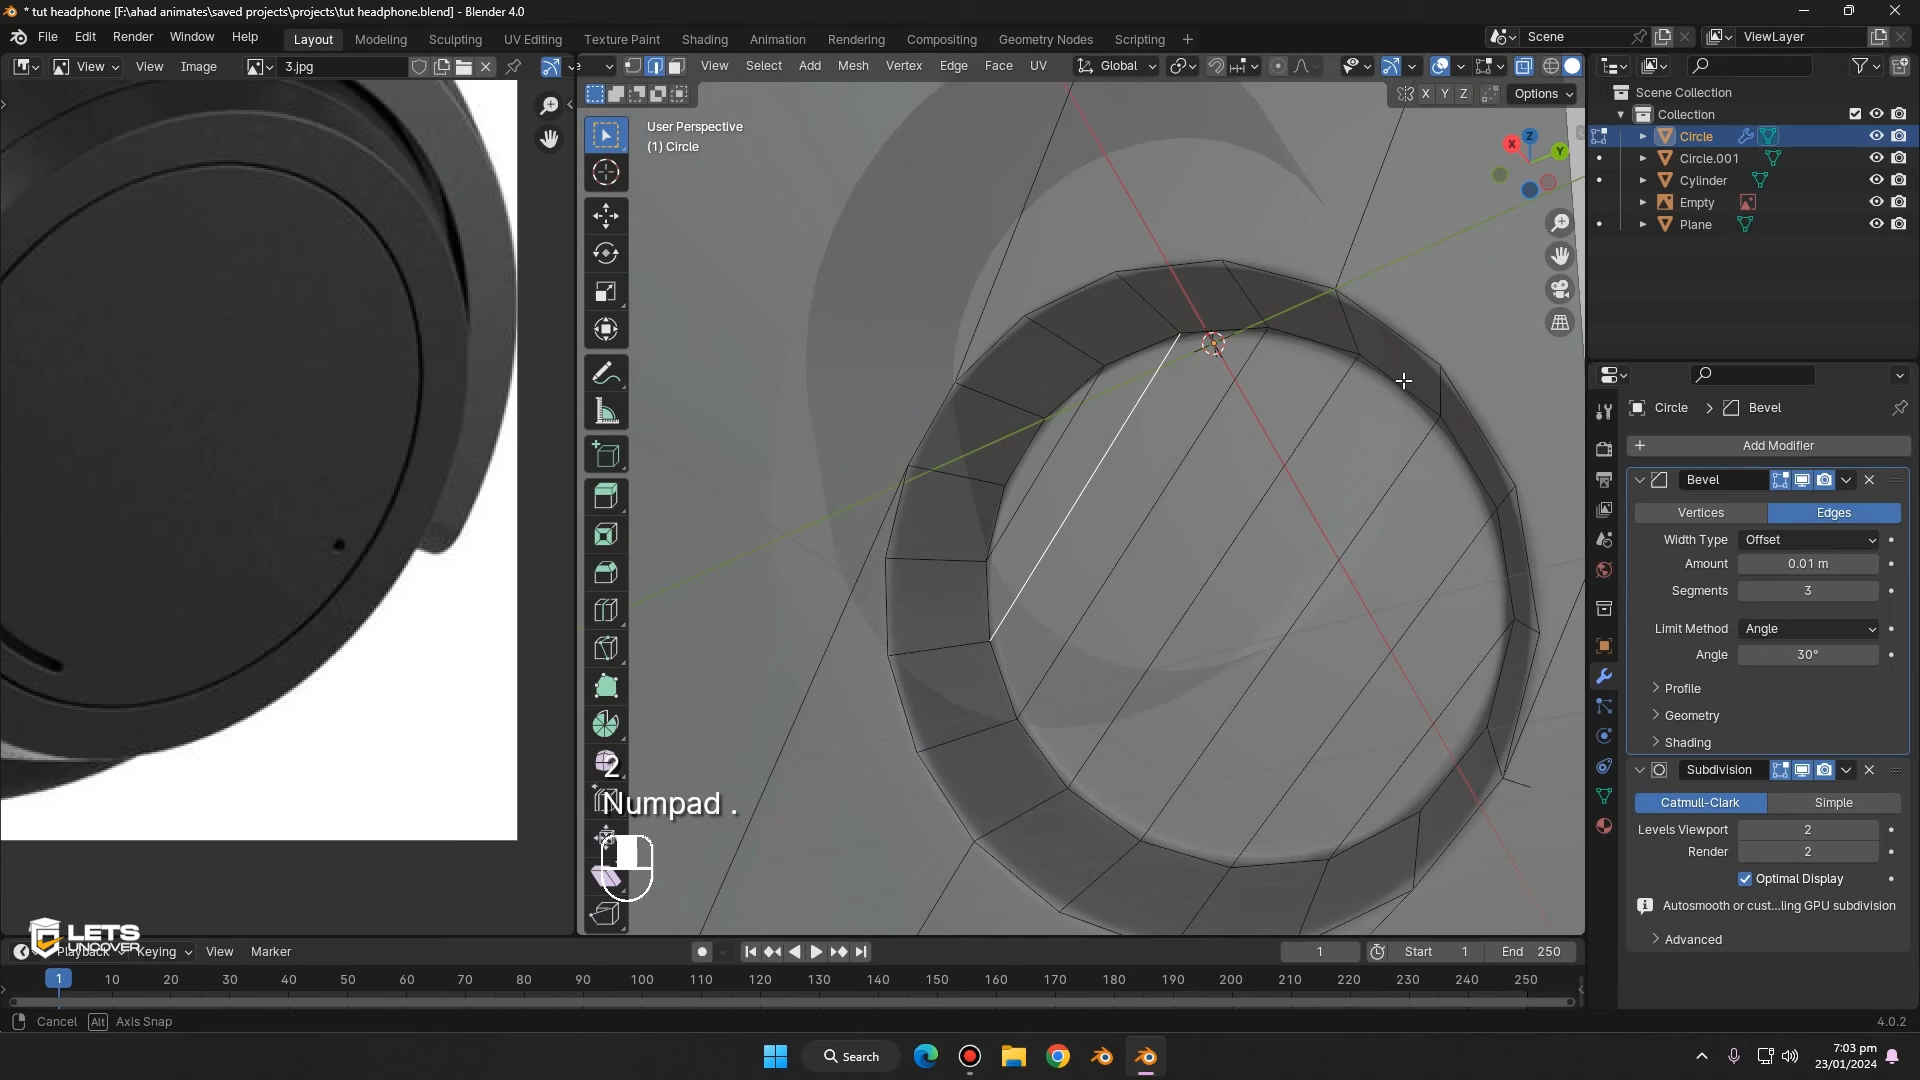 * tut headphone [F:\ahad animates\saved projects\projects\tut headphone.blend] - Blender 4.0
File Edit Render Window Help Layout Modeling Sculpting UV Editing Texture Paint Shading Animation Rendering Compositing Geometry Nodes Scripting + Scene ViewLayer
View View Image 3.jpg e View Select Add Mesh Vertex Edge Face UV Global
X Y Z Options
User Perspective
(1) Circle
X Y Z
Scene Collection
Collection
Circle
Circle.001
Cylinder
Empty
Plane
Circle > Bevel
+ Add Modifier
Bevel
Vertices Edges
Width Type Offset
Amount 0.01 m
Segments 3
Limit Method Angle
Angle 30°
Profile
Geometry
Shading
Subdivision
Catmull-Clark Simple
Levels Viewport 2
Render 2
Optimal Display
Autosmooth or cust...ling GPU subdivision
Advanced
2
Numpad .
LETS
UNCOVER
Playback Keying View Marker 1 Start 1 End 250
1 10 20 30 40 50 60 70 80 90 100 110 120 130 140 150 160 170 180 190 200 210 220 230 240 250
Cancel Alt Axis Snap 4.0.2
Search
7:03 pm
23/01/2024